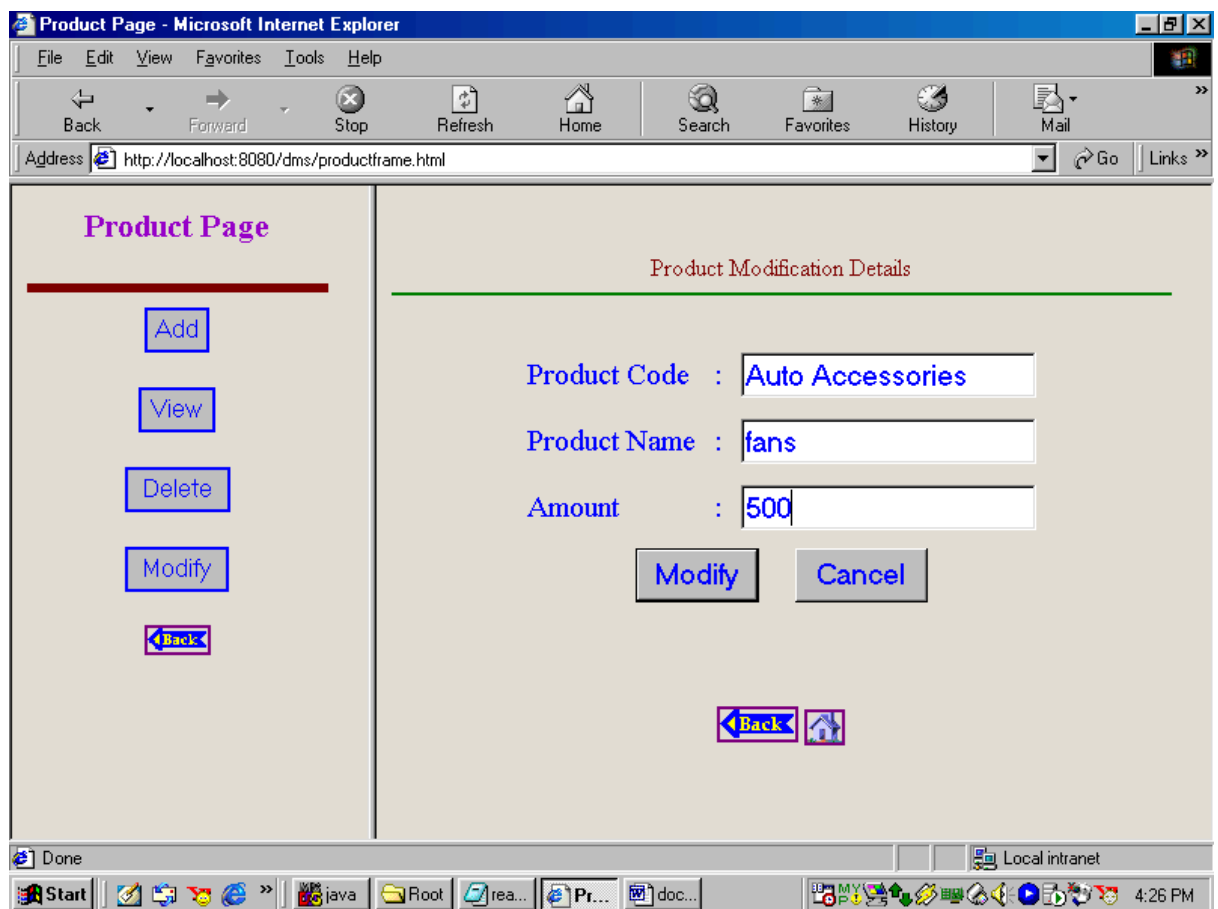 Product Page - Microsoft Internet Explorer
File Edit View Favorites Tools Help
Back Forward Stop Refresh Home Search Favorites History Mail »
Address http://localhost:8080/dms/productframe.html Go Links »
Product Page
Add
View
Delete
Modify
Back
Product Modification Details
Product Code : Auto Accessories
Product Name : fans
Amount : 500
Modify Cancel
Back
Done Local intranet
Start » java Root rea... Pr... doc... 4:26 PM